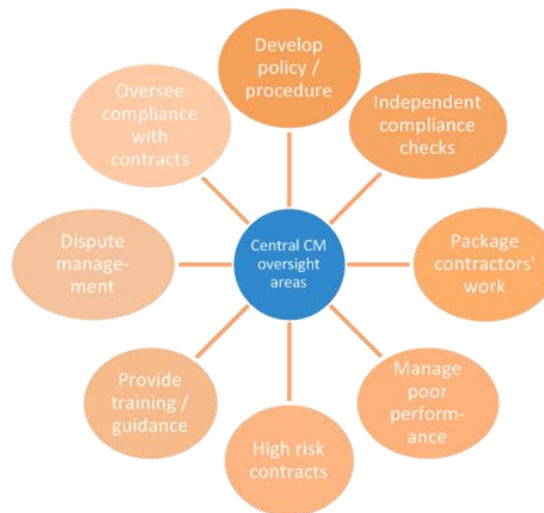 Develop
policy /
procedure
Independent
compliance
checks
Package
contractors'
work
Manage
poor
perform-
ance
High risk
contracts
Provide
training /
guidance
Dispute
manage-
ment
Oversee
compliance
with
contracts
Central CM
oversight
areas